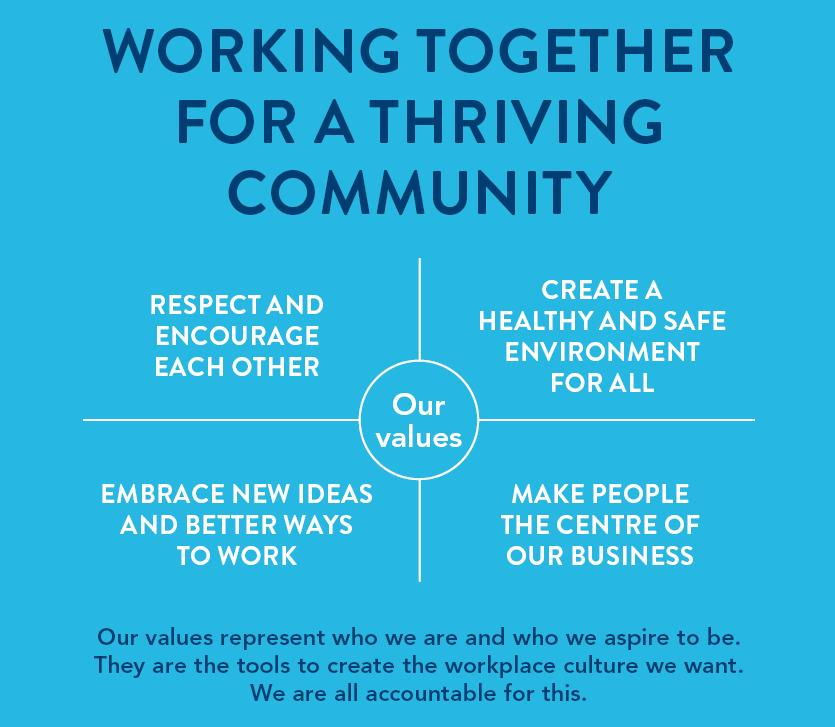 WORKING TOGETHER
FOR A THRIVING
COMMUNITY
RESPECT AND
ENCOURAGE
EACH OTHER
CREATE A
HEALTHY AND SAFE
ENVIRONMENT
FOR ALL
Our
values
EMBRACE NEW IDEAS
AND BETTER WAYS
TO WORK
MAKE PEOPLE
THE CENTRE OF
OUR BUSINESS
Our values represent who we are and who we aspire to be.
They are the tools to create the workplace culture we want.
We are all accountable for this.